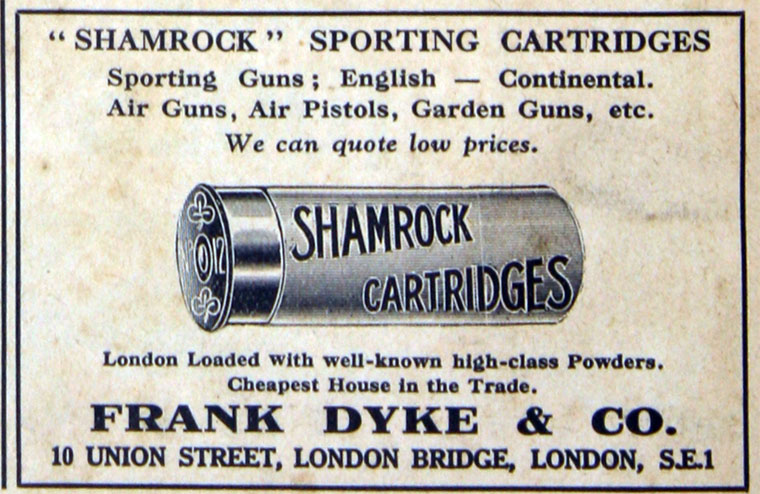 “SHAMROCK” SPORTING CARTRIDGES
Sporting Guns; English — Continental.
Air Guns, Air Pistols, Garden Guns, etc.
We can quote low prices.
SHAMROCK
CARTRIDGES
Nº 12
London Loaded with well-known high-class Powders.
Cheapest House in the Trade.
FRANK DYKE & CO.
10 UNION STREET, LONDON BRIDGE, LONDON, S.E.1